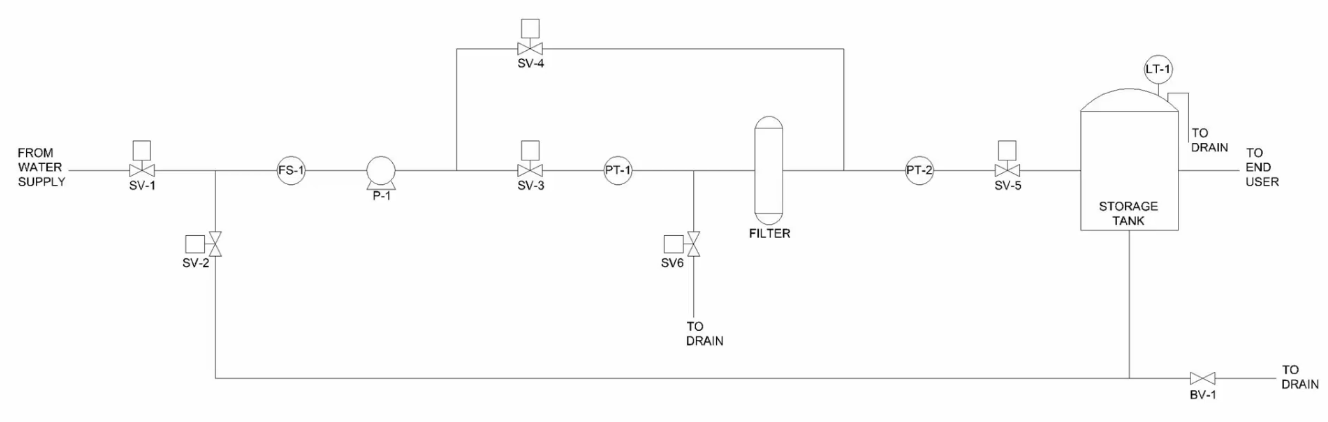 SV-4
LT-1
FROM
WATER
SUPPLY
SV-1
FS-1
P-1
SV-3
PT-1
FILTER
PT-2
SV-5
STORAGE
TANK
TO
DRAIN
TO
END
USER
SV-2
SV6
TO
DRAIN
BV-1
TO
DRAIN